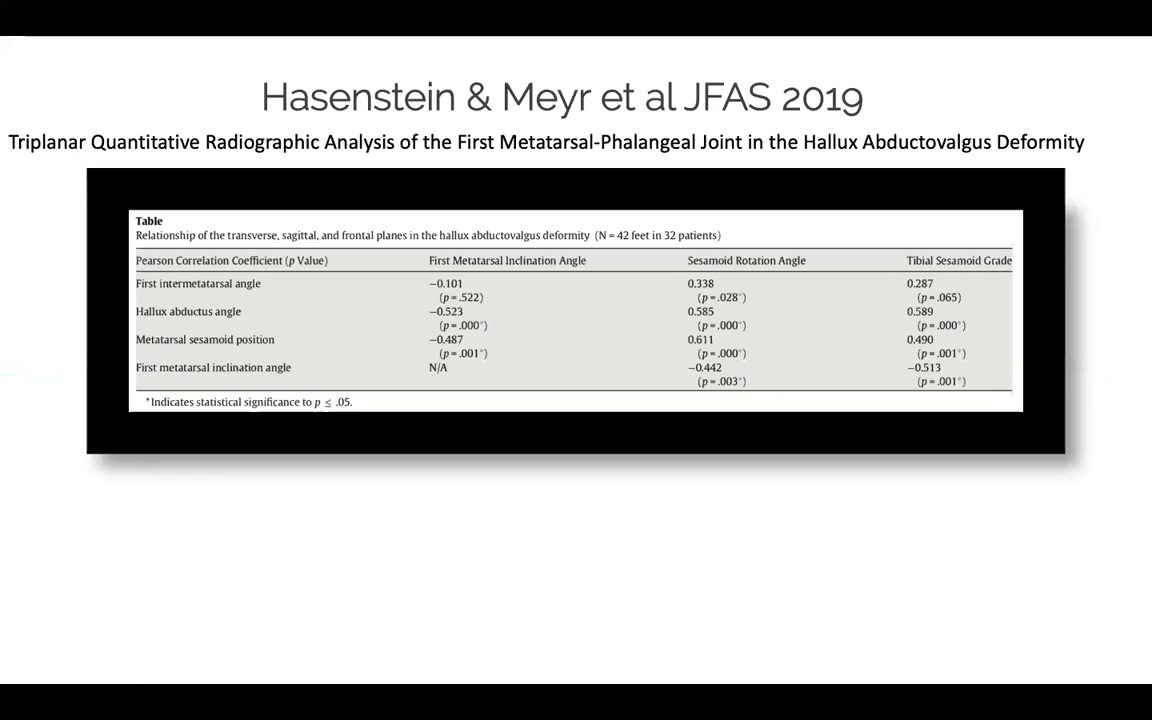 Hasenstein & Meyr et al JFAS 2019
Triplanar Quantitative Radiographic Analysis of the First Metatarsal-Phalangeal Joint in the Hallux Abductovalgus Deformity
Table
Relationship of the transverse, sagittal, and frontal planes in the hallux abductovalgus deformity (N = 42 feet in 32 patients)
Pearson Correlation Coefficient (p Value) First Metatarsal Inclination Angle Sesamoid Rotation Angle Tibial Sesamoid Grade
First intermetatarsal angle −0.101 0.338 0.287
(p = .522) (p = .028*) (p = .065)
Hallux abductus angle −0.523 0.585 0.589
(p = .000*) (p = .000*) (p = .000*)
Metatarsal sesamoid position −0.487 0.611 0.490
(p = .001*) (p = .000*) (p = .001*)
First metatarsal inclination angle N/A −0.442 −0.513
(p = .003*) (p = .001*)
*Indicates statistical significance to p ≤ .05.